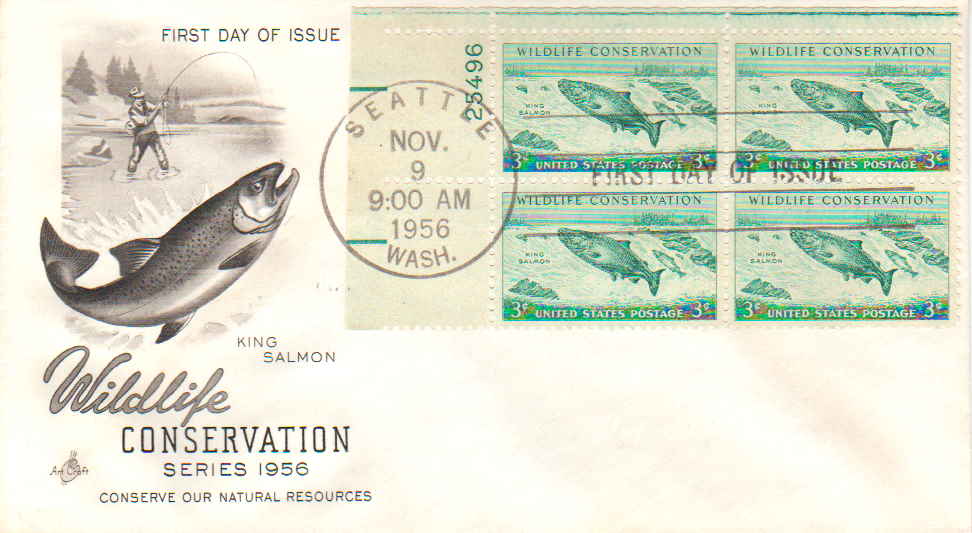 FIRST DAY OF ISSUE
KING
SALMON
Wildlife
CONSERVATION
SERIES 1956
Art Craft
CONSERVE OUR NATURAL RESOURCES
25496
SEATTLE
NOV.
9
9:00 AM
1956
WASH.
FIRST DAY OF ISSUE
WILDLIFE CONSERVATION
KING
SALMON
3¢ UNITED STATES POSTAGE 3¢
WILDLIFE CONSERVATION
KING
SALMON
3¢ UNITED STATES POSTAGE 3¢
WILDLIFE CONSERVATION
KING
SALMON
3¢ UNITED STATES POSTAGE 3¢
WILDLIFE CONSERVATION
KING
SALMON
3¢ UNITED STATES POSTAGE 3¢